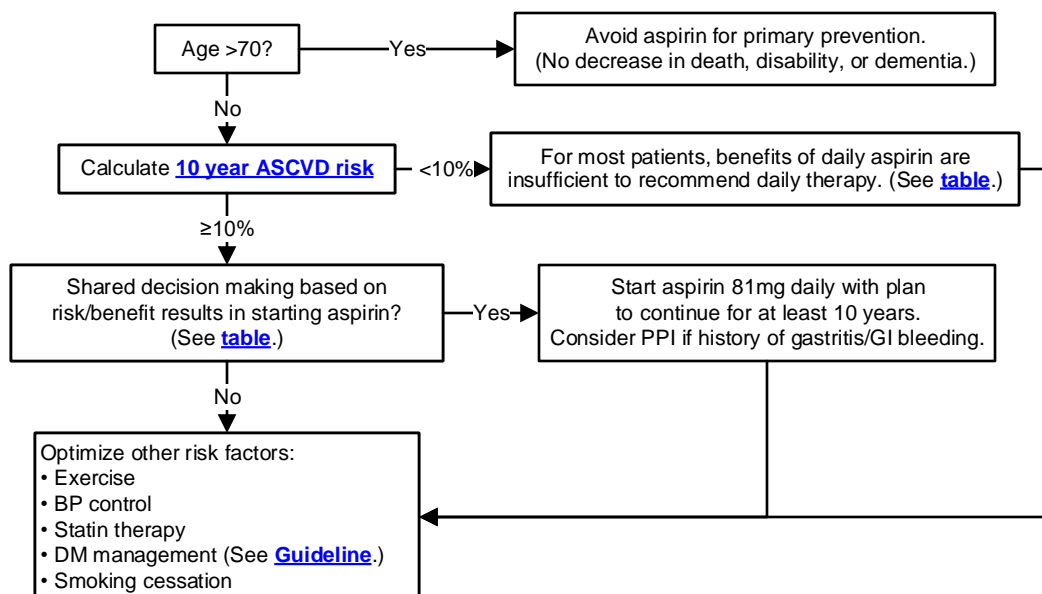 Age >70?
Yes
Avoid aspirin for primary prevention.
(No decrease in death, disability, or dementia.)
No
Calculate 10 year ASCVD risk
<10%
For most patients, benefits of daily aspirin are
insufficient to recommend daily therapy. (See table.)
≥10%
Shared decision making based on
risk/benefit results in starting aspirin?
(See table.)
Yes
Start aspirin 81mg daily with plan
to continue for at least 10 years.
Consider PPI if history of gastritis/GI bleeding.
No
Optimize other risk factors:
• Exercise
• BP control
• Statin therapy
• DM management (See Guideline.)
• Smoking cessation